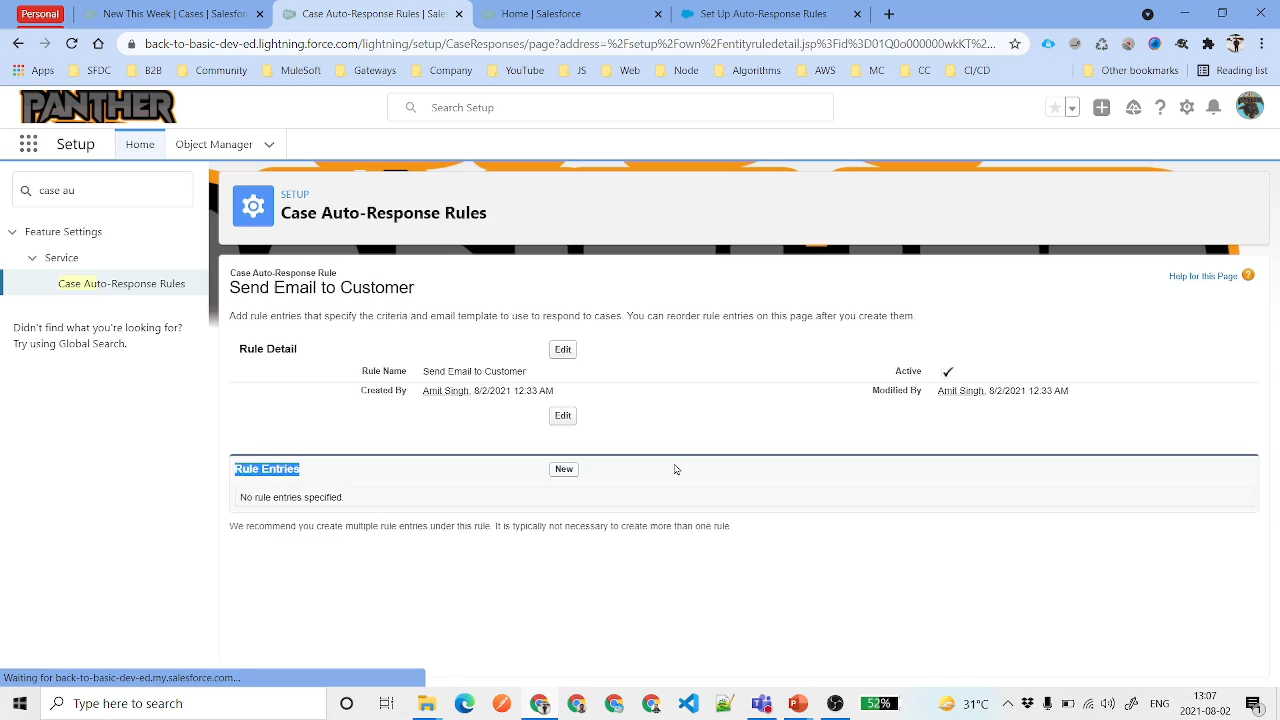 Personal
New This Week | Cases | Salesfor
Case Auto-Response Rules | Sales
Home | Salesforce
Set Up Auto-Response Rules
back-to-basic-dev-ed.lightning.force.com/lightning/setup/CaseResponses/page?address=%2Fsetup%2Fown%2Fentityruledetail.jsp%3Fid%3D01Q0o000000wkKT%2...
Apps
SFDC
B2B
Community
MuleSoft
Gateways
Company
YouTube
JS
Web
Node
Algorithms
AWS
MC
CC
CI/CD
Other bookmarks
Reading list
PANTHER
Search Setup
Setup
Home
Object Manager
case au
Feature Settings
Service
Case Auto-Response Rules
Didn't find what you're looking for?
Try using Global Search.
SETUP
Case Auto-Response Rules
Case Auto-Response Rule
Help for this Page
Send Email to Customer
Add rule entries that specify the criteria and email template to use to respond to cases. You can reorder rule entries on this page after you create them.
Rule Detail
Edit
Rule Name Send Email to Customer Active
Created By Amit Singh, 8/2/2021 12:33 AM Modified By Amit Singh, 8/2/2021 12:33 AM
Edit
Rule Entries
New
No rule entries specified.
We recommend you create multiple rule entries under this rule. It is typically not necessary to create more than one rule.
Waiting for back-to-basic-dev-ed.my.salesforce.com...
Type here to search
52%
31°C
ENG
13:07
2021-08-02